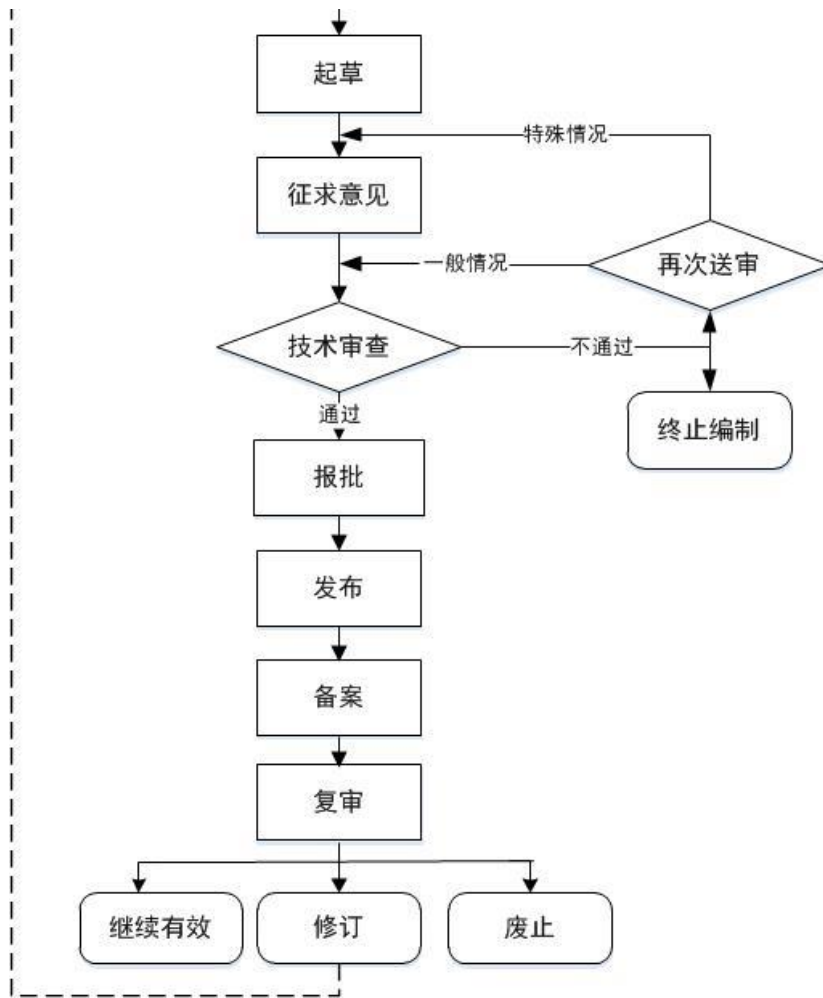 起草
特殊情况
征求意见
一般情况
再次送审
技术审查
不通过
通过
终止编制
报批
发布
备案
复审
继续有效
修订
废止